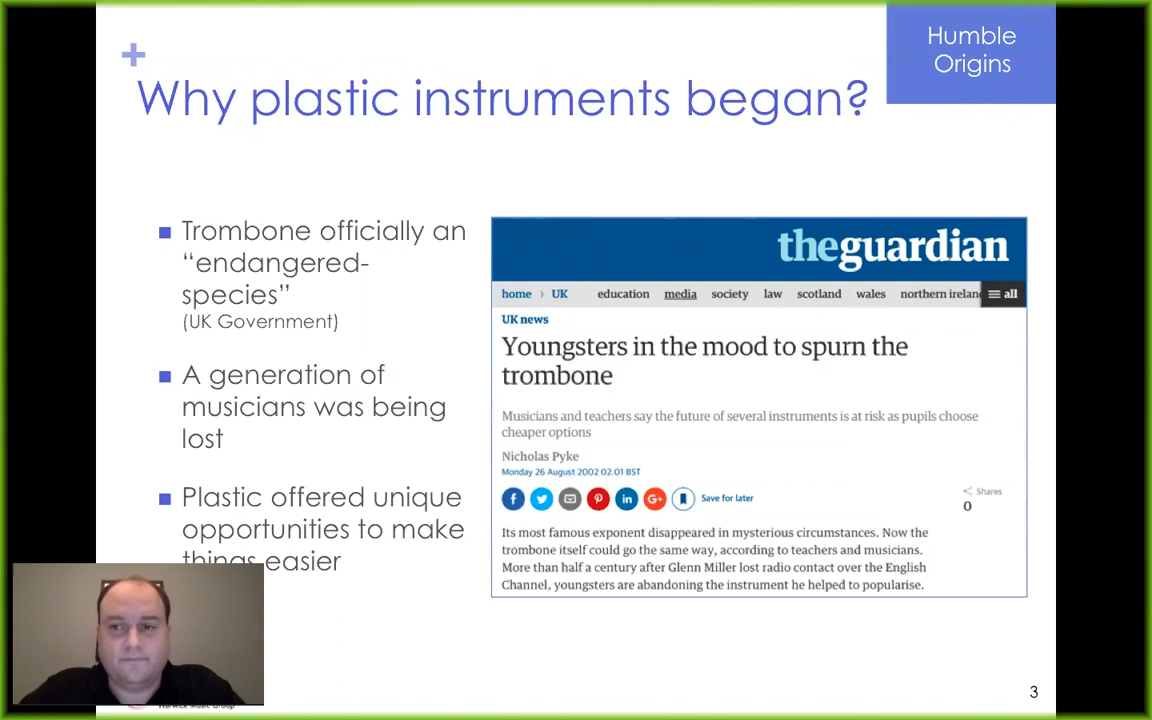 Humble
Origins
+
Why plastic instruments began?
Trombone officially an
“endangered-
species”
(UK Government)
A generation of
musicians was being
lost
Plastic offered unique
opportunities to make
things easier
theguardian
home › UK education media society law scotland wales northern ireland ≡ all
UK news
Youngsters in the mood to spurn the
trombone
Musicians and teachers say the future of several instruments is at risk as pupils choose
cheaper options
Nicholas Pyke
Monday 26 August 2002 02.01 BST
Save for later
Shares
0
Its most famous exponent disappeared in mysterious circumstances. Now the
trombone itself could go the same way, according to teachers and musicians.
More than half a century after Glenn Miller lost radio contact over the English
Channel, youngsters are abandoning the instrument he helped to popularise.
Warwick Music Group
3